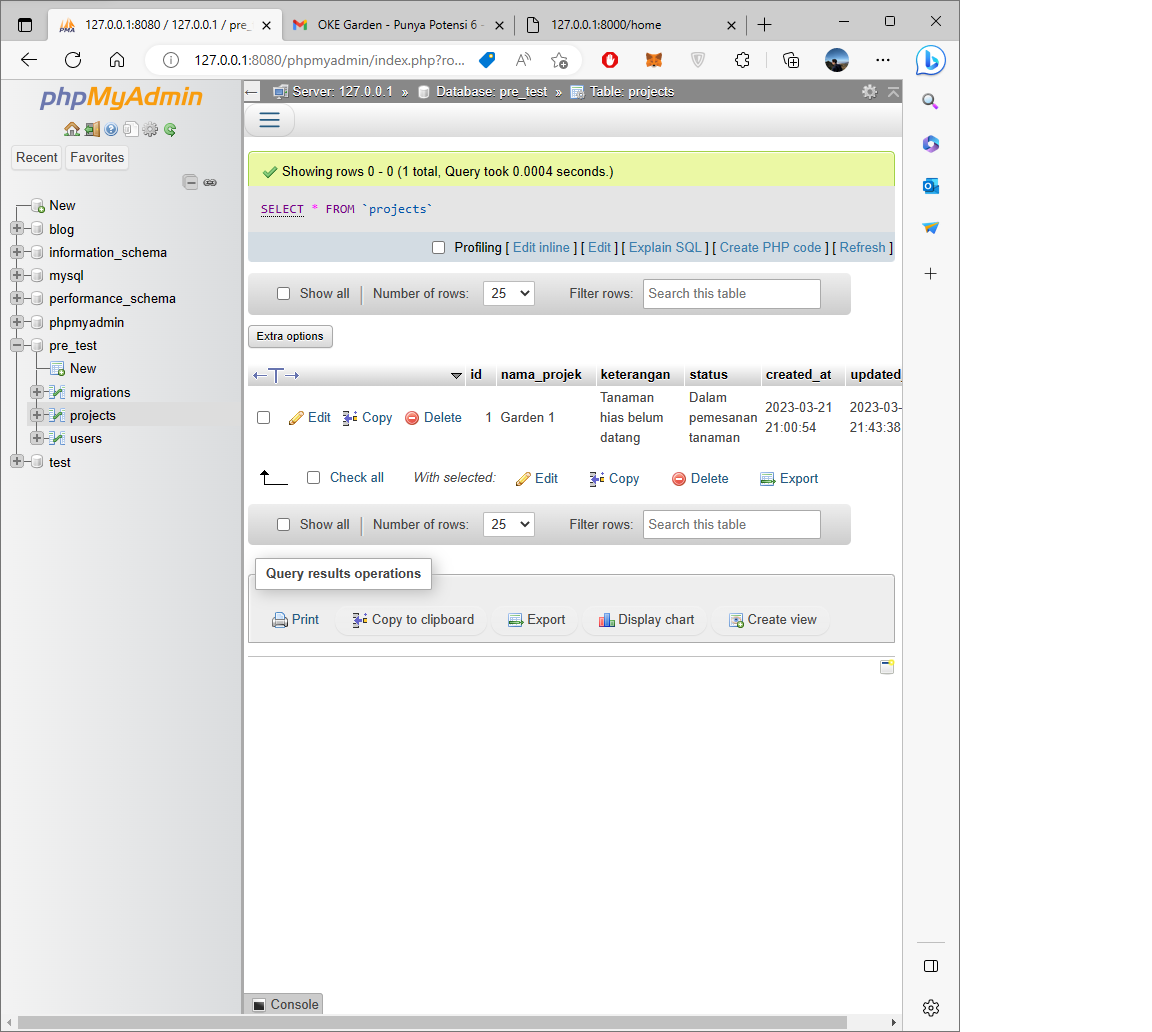 127.0.0.1:8080 / 127.0.0.1 / pre_
OKE Garden - Punya Potensi 6 -
127.0.0.1:8000/home
127.0.0.1:8080/phpmyadmin/index.php?ro...
phpMyAdmin
Recent Favorites
New
blog
information_schema
mysql
performance_schema
phpmyadmin
pre_test
New
migrations
projects
users
test
Server: 127.0.0.1 » Database: pre_test » Table: projects
Showing rows 0 - 0 (1 total, Query took 0.0004 seconds.)
SELECT * FROM `projects`
Profiling [ Edit inline ] [ Edit ] [ Explain SQL ] [ Create PHP code ] [ Refresh ]
Show all | Number of rows: 25 Filter rows: Search this table
Extra options
←T→ id nama_projek keterangan status created_at updated_
Edit Copy Delete 1 Garden 1
Tanaman
hias belum
datang
Dalam
pemesanan
tanaman
2023-03-21
21:00:54
2023-03-
21:43:38
Check all With selected: Edit Copy Delete Export
Show all | Number of rows: 25 Filter rows: Search this table
Query results operations
Print Copy to clipboard Export Display chart Create view
Console